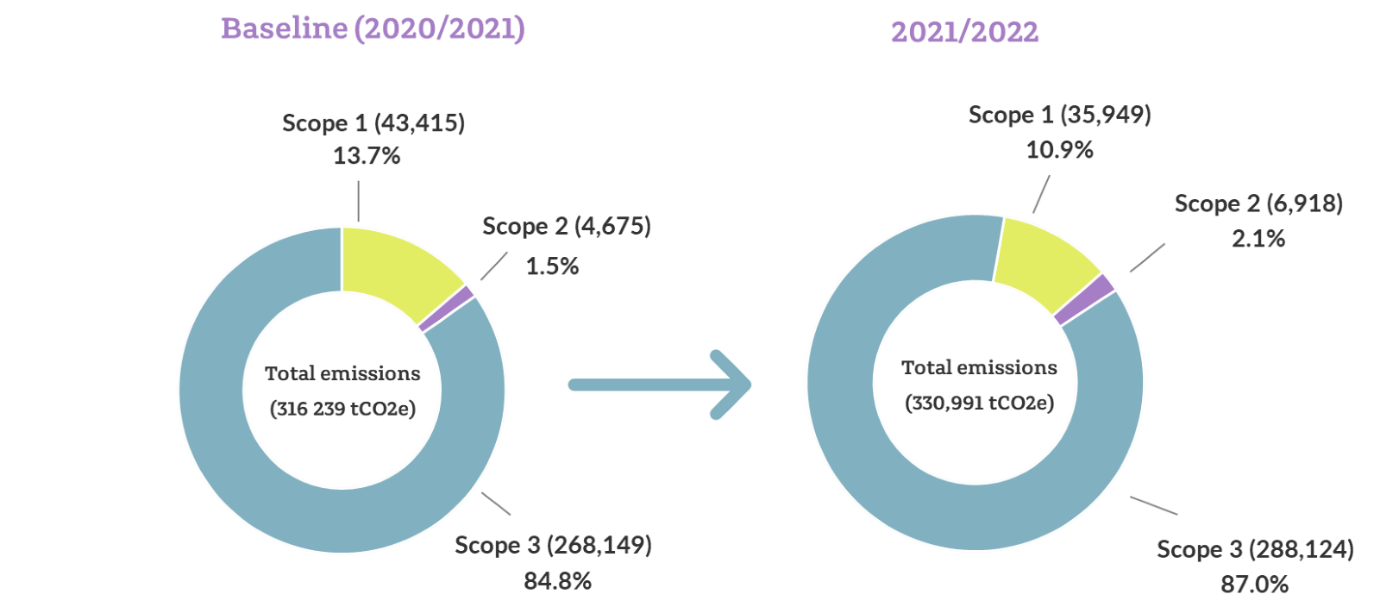 Baseline (2020/2021)
Scope 1 (43,415)
13.7%
Scope 2 (4,675)
1.5%
Total emissions
(316 239 tCO2e)
Scope 3 (268,149)
84.8%
2021/2022
Scope 1 (35,949)
10.9%
Scope 2 (6,918)
2.1%
Total emissions
(330,991 tCO2e)
Scope 3 (288,124)
87.0%